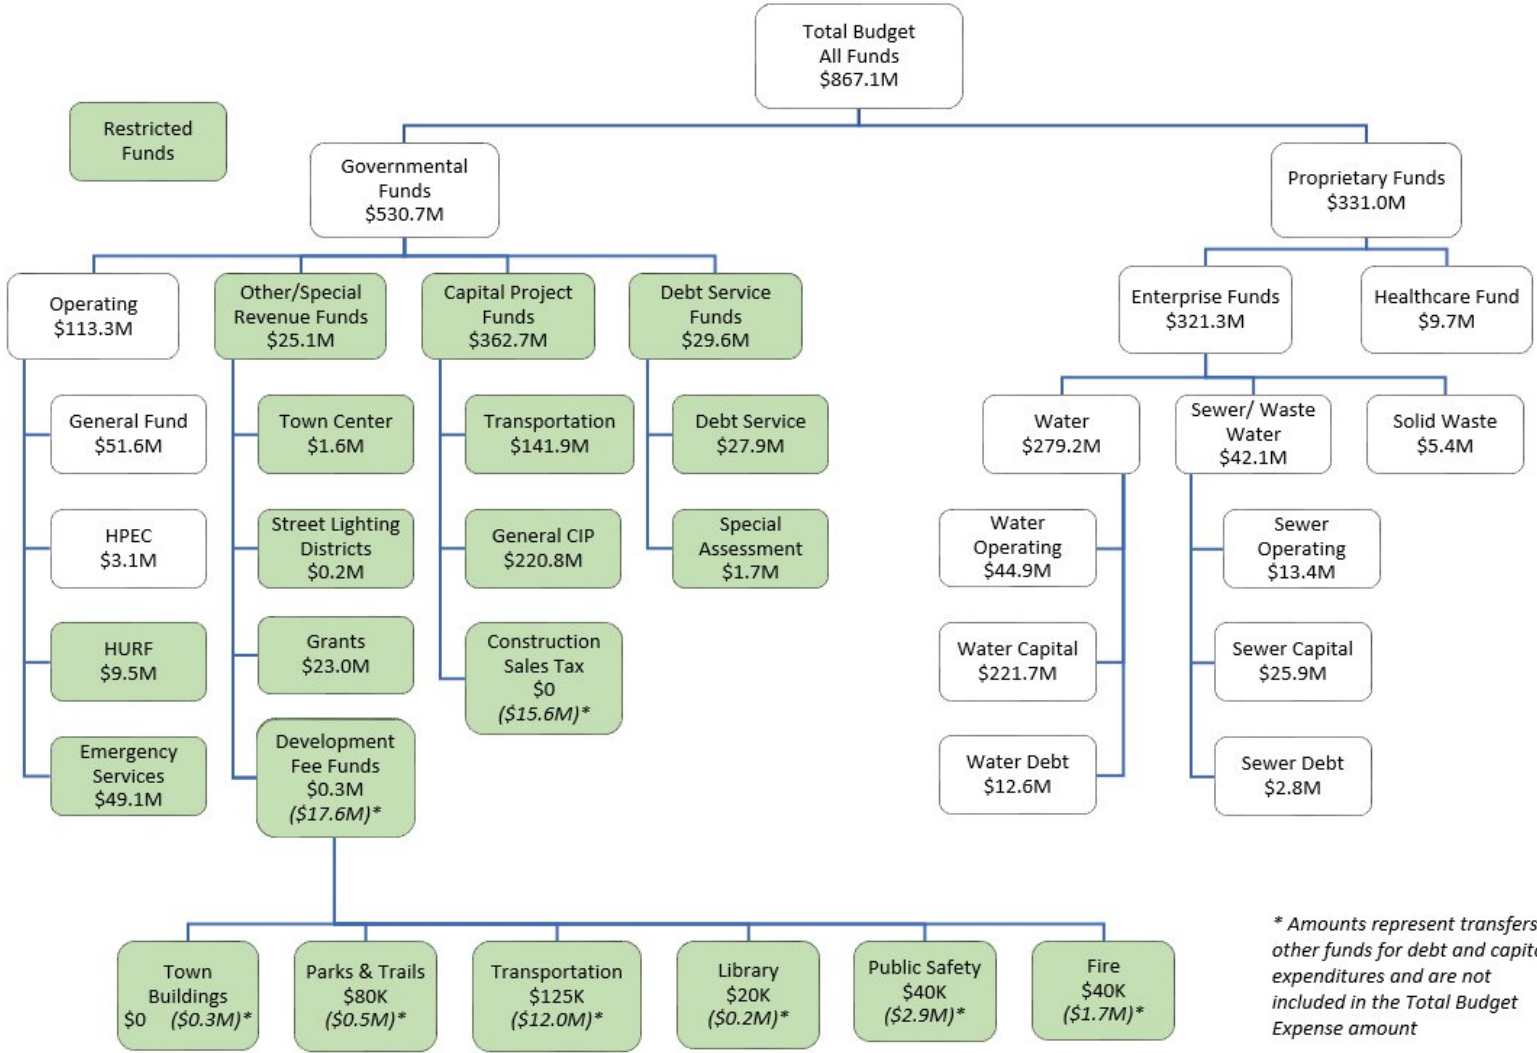 Total Budget
All Funds
$867.1M
Restricted
Funds
Governmental
Funds
$530.7M
Proprietary Funds
$331.0M
Operating
$113.3M
Other/Special
Revenue Funds
$25.1M
Capital Project
Funds
$362.7M
Debt Service
Funds
$29.6M
Enterprise Funds
$321.3M
Healthcare Fund
$9.7M
General Fund
$51.6M
Town Center
$1.6M
Transportation
$141.9M
Debt Service
$27.9M
Water
$279.2M
Sewer/ Waste
Water
$42.1M
Solid Waste
$5.4M
HPEC
$3.1M
Street Lighting
Districts
$0.2M
General CIP
$220.8M
Special
Assessment
$1.7M
Water
Operating
$44.9M
Sewer
Operating
$13.4M
HURF
$9.5M
Grants
$23.0M
Construction
Sales Tax
$0
($15.6M)*
Water Capital
$221.7M
Sewer Capital
$25.9M
Emergency
Services
$49.1M
Development
Fee Funds
$0.3M
($17.6M)*
Water Debt
$12.6M
Sewer Debt
$2.8M
Town
Buildings
$0 ($0.3M)*
Parks & Trails
$80K
($0.5M)*
Transportation
$125K
($12.0M)*
Library
$20K
($0.2M)*
Public Safety
$40K
($2.9M)*
Fire
$40K
($1.7M)*
* Amounts represent transfers
other funds for debt and
expenditures and are not
included in the Total Budget
Expense amount